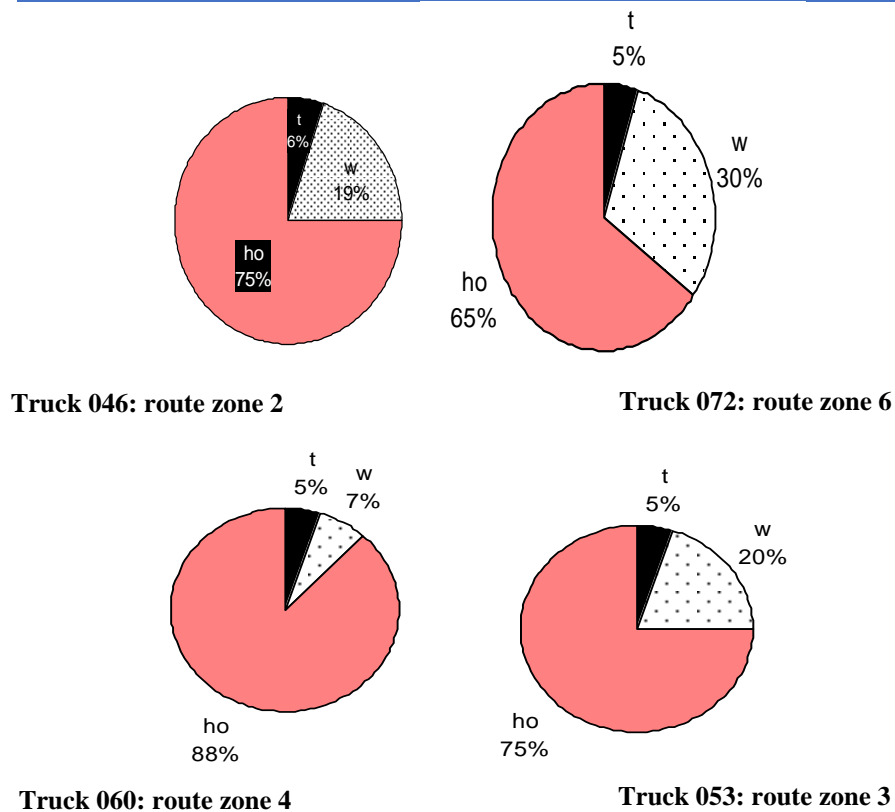 t
6%
w
19%
ho
75%
t
5%
w
30%
ho
65%
Truck 046: route zone 2
Truck 072: route zone 6
t
5%
w
7%
ho
88%
t
5%
w
20%
ho
75%
Truck 060: route zone 4
Truck 053: route zone 3